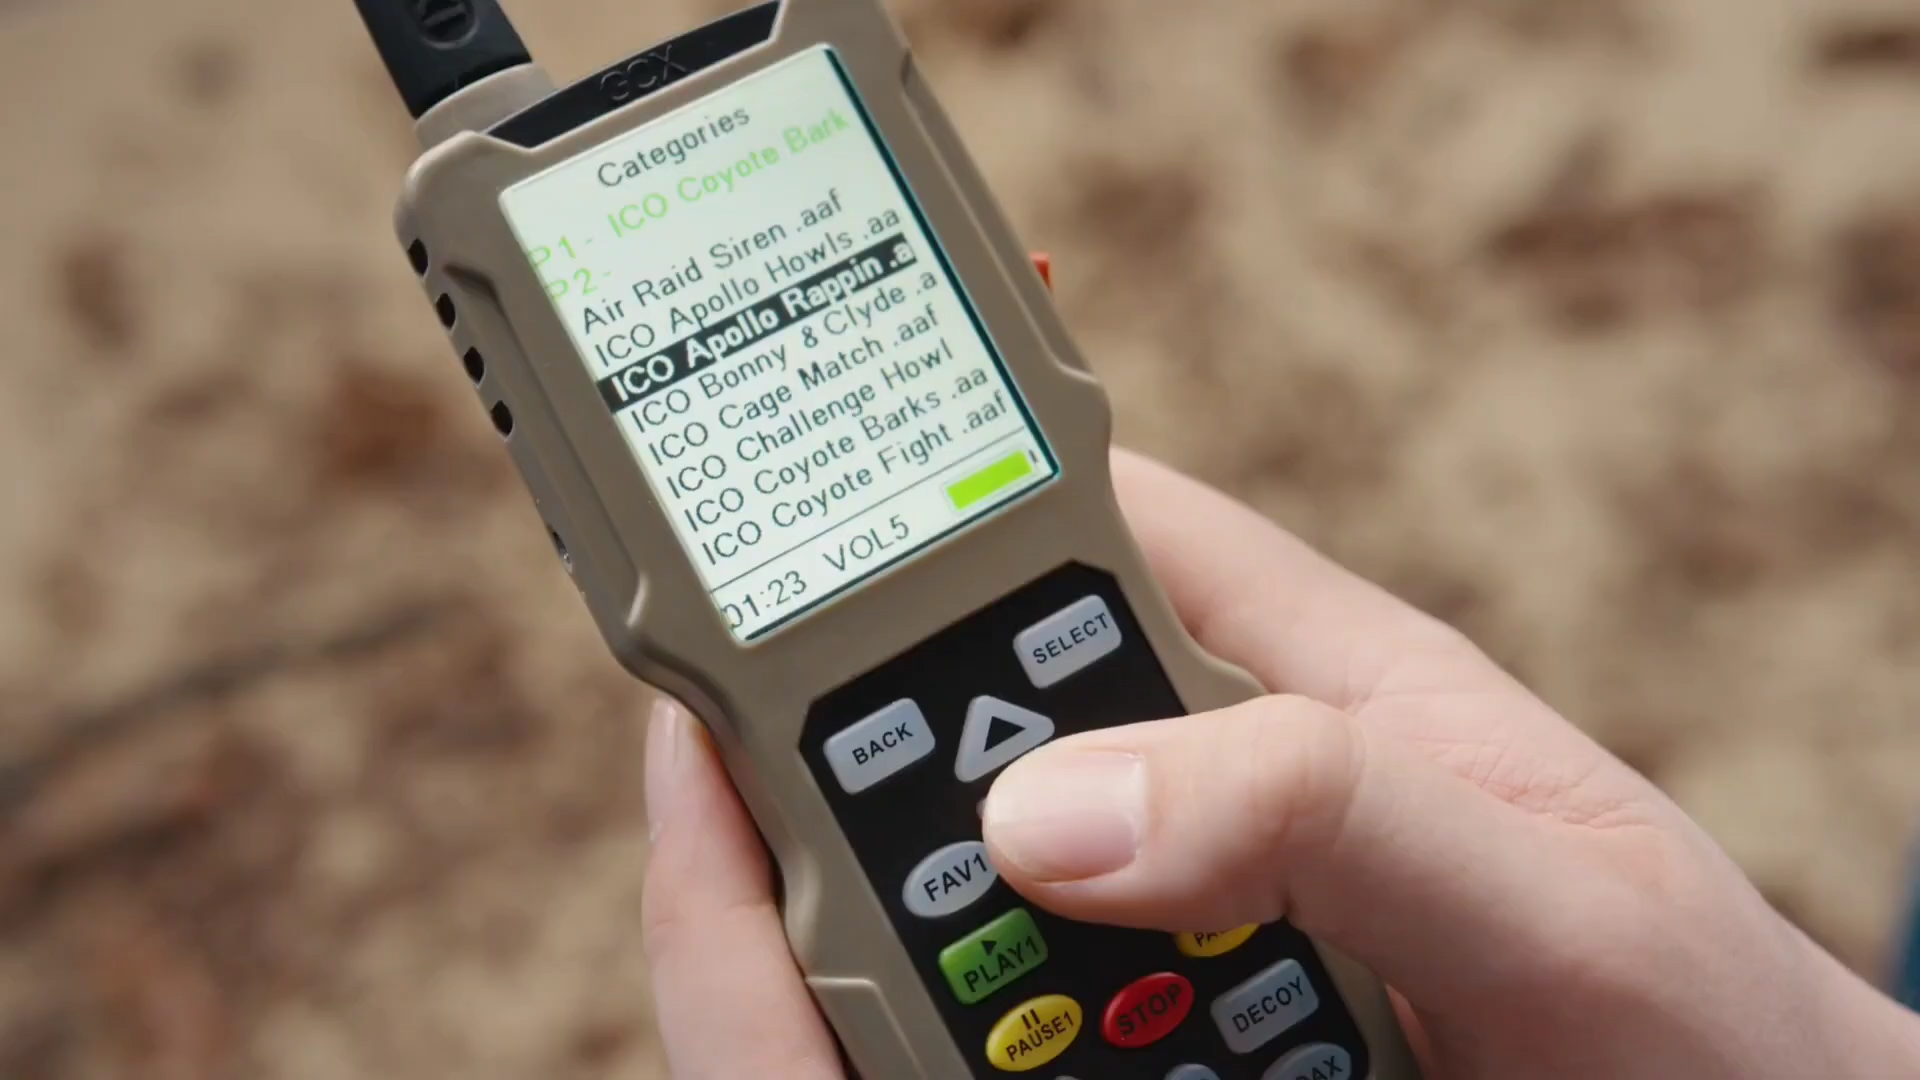 GCX
Categories
P1 - ICO Coyote Bark
P2 -
Air Raid Siren .aaf
ICO Apollo Howls .aa
ICO Apollo Rappin .a
ICO Bonny & Clyde .a
ICO Cage Match .aaf
ICO Challenge Howl
ICO Coyote Barks .aa
ICO Coyote Fight .aaf
01:23 VOL5
SELECT
BACK
FAV1
PLAY1
PAUSE1
STOP
DECOY